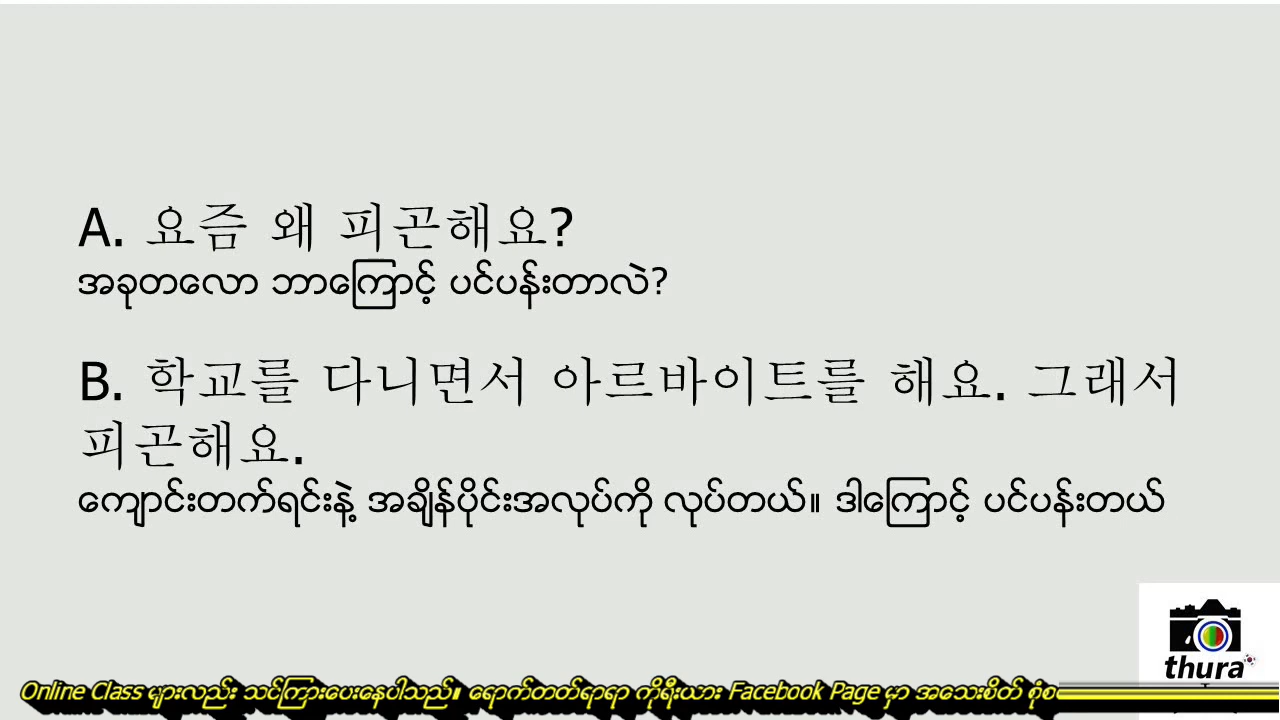 A. 요즘 왜 피곤해요?
အခုတလော ဘာကြောင့် ပင်ပန်းတာလဲ?
B. 학교를 다니면서 아르바이트를 해요. 그래서
피곤해요.
ကျောင်းတက်ရင်းနဲ့ အချိန်ပိုင်းအလုပ်ကို လုပ်တယ်။ ဒါကြောင့် ပင်ပန်းတယ်
thura
Online Class များလည်း သင်ကြားပေးနေပါသည်။ ရောက်တတ်ရာရာ ကိုရီးယား Facebook Page မှာ အသေးစိတ်